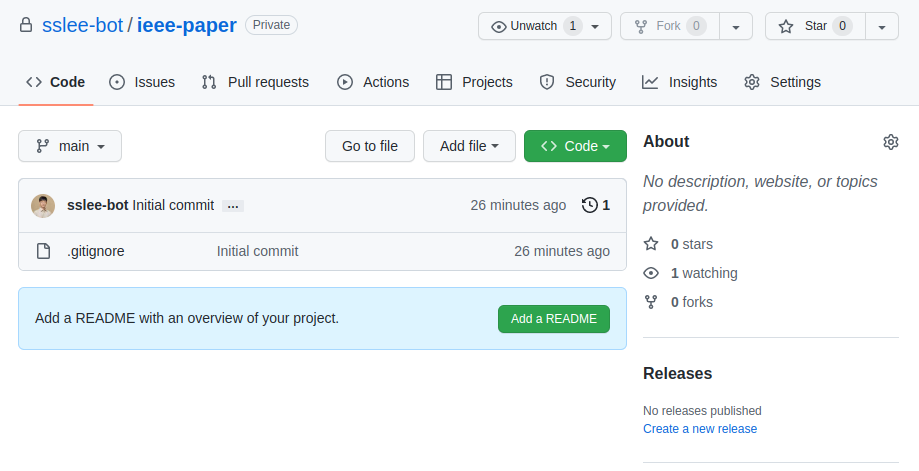 sslee-bot / ieee-paper Private Unwatch 1 Fork 0 Star 0
Code Issues Pull requests Actions Projects Security Insights Settings
main Go to file Add file Code
sslee-bot Initial commit ... 26 minutes ago 1
.gitignore Initial commit 26 minutes ago
Add a README with an overview of your project. Add a README
About
No description, website, or topics
provided.
0 stars
1 watching
0 forks
Releases
No releases published
Create a new release